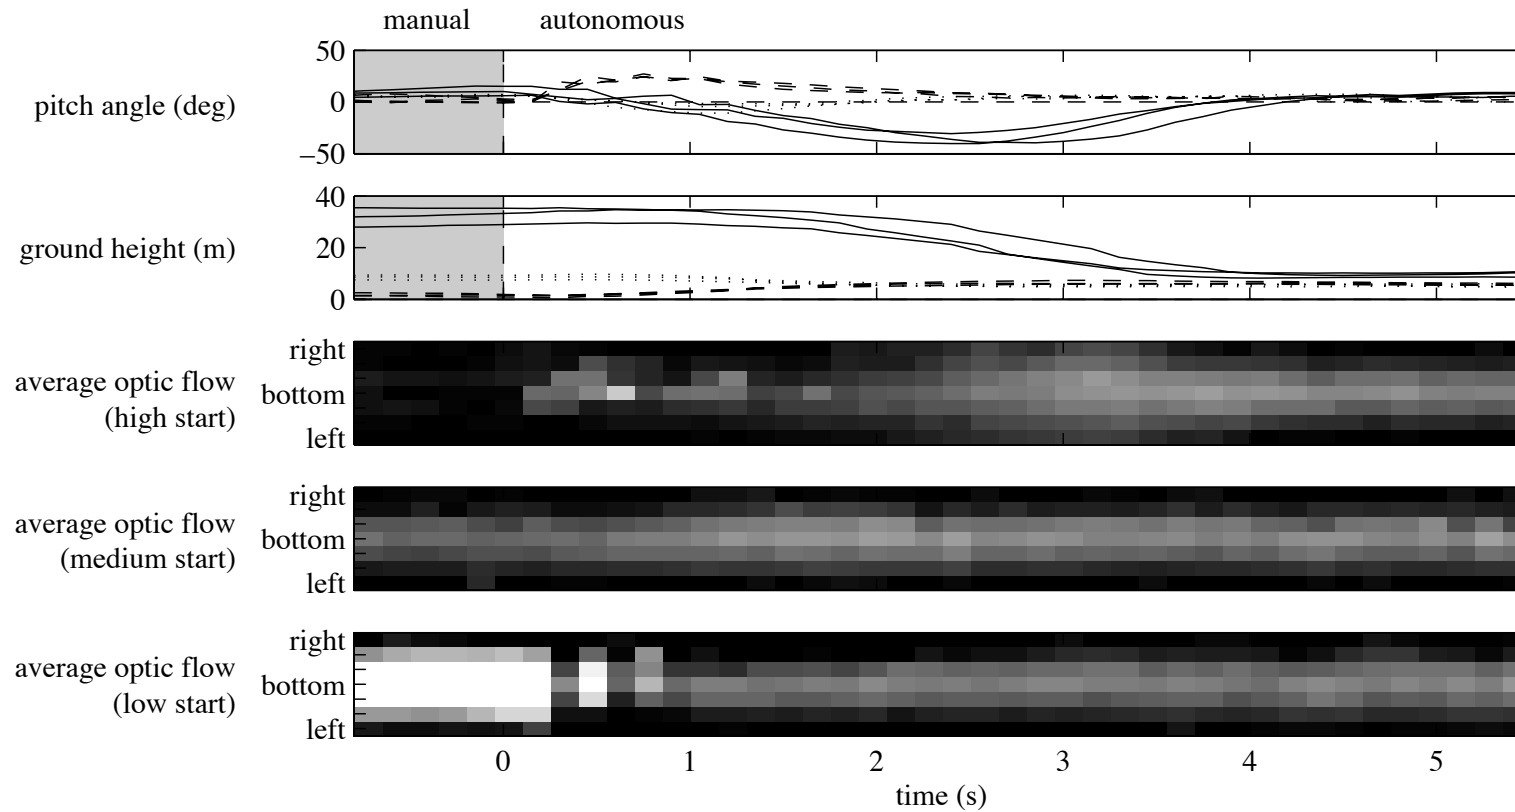 manual autonomous
50
pitch angle (deg)
0
−50
40
ground height (m)
20
0
right
average optic flow
bottom
(high start)
left
right
average optic flow
bottom
(medium start)
left
right
average optic flow
bottom
(low start)
left
0 1 2 3 4 5
time (s)